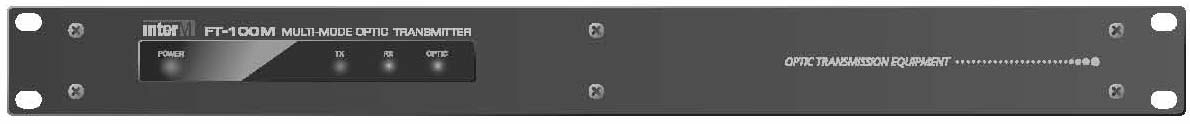 interM FT-100M MULTI-MODE OPTIC TRANSMITTER
POWER TX RX OPTIC
OPTIC TRANSMISSION EQUIPMENT